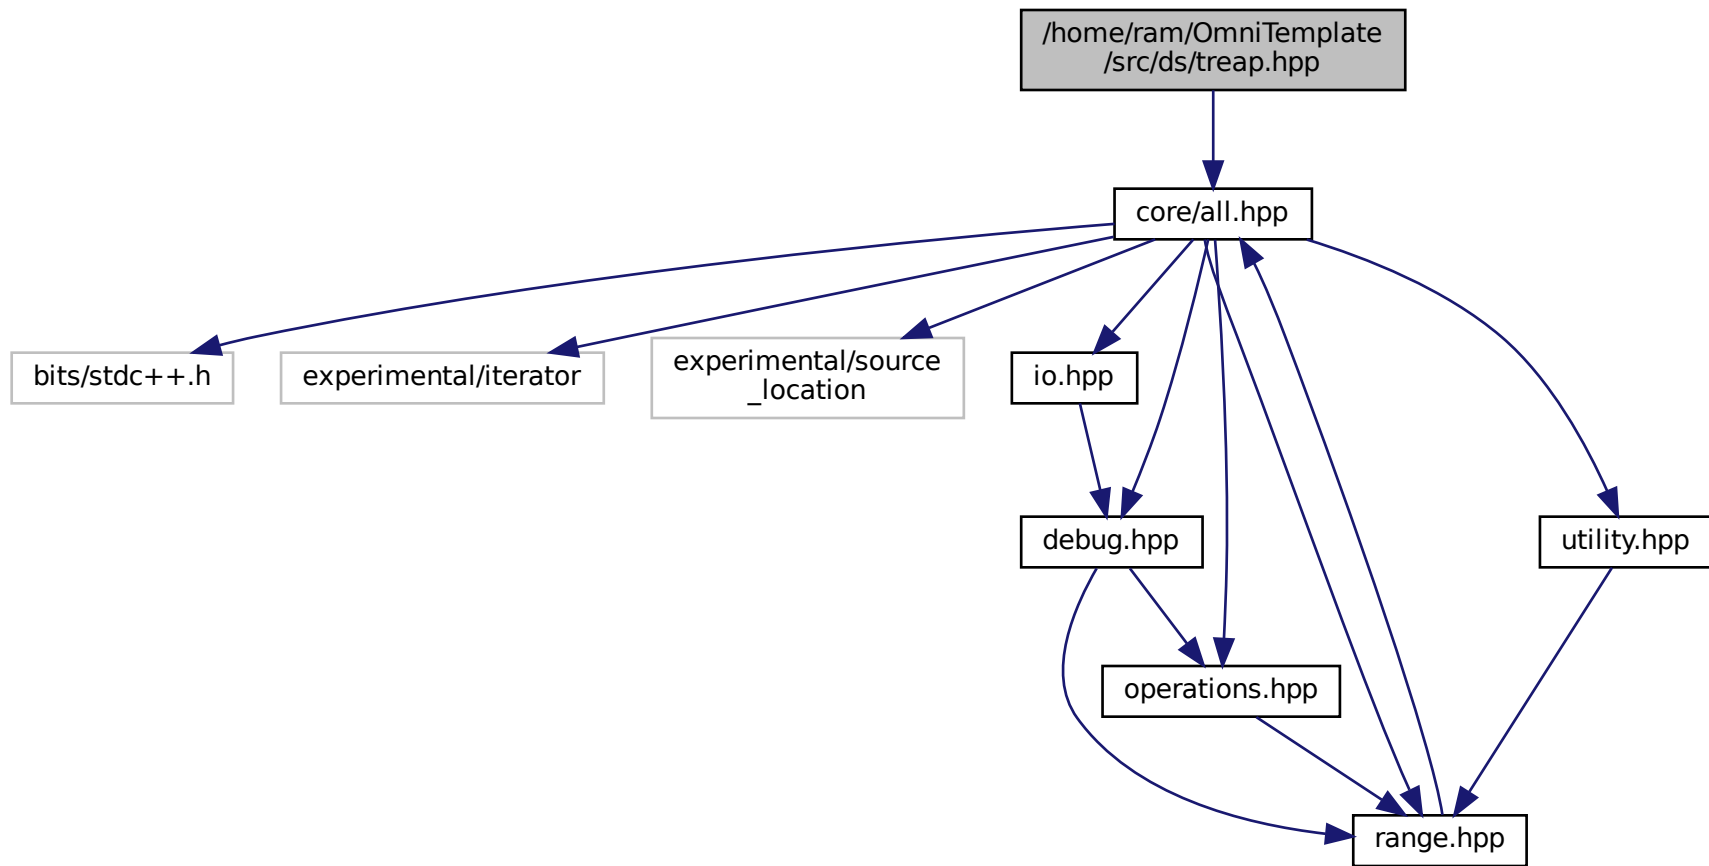 /home/ram/OmniTemplate
/src/ds/treap.hpp
core/all.hpp
bits/stdc++.h
experimental/iterator
experimental/source
_location
io.hpp
debug.hpp
utility.hpp
operations.hpp
range.hpp